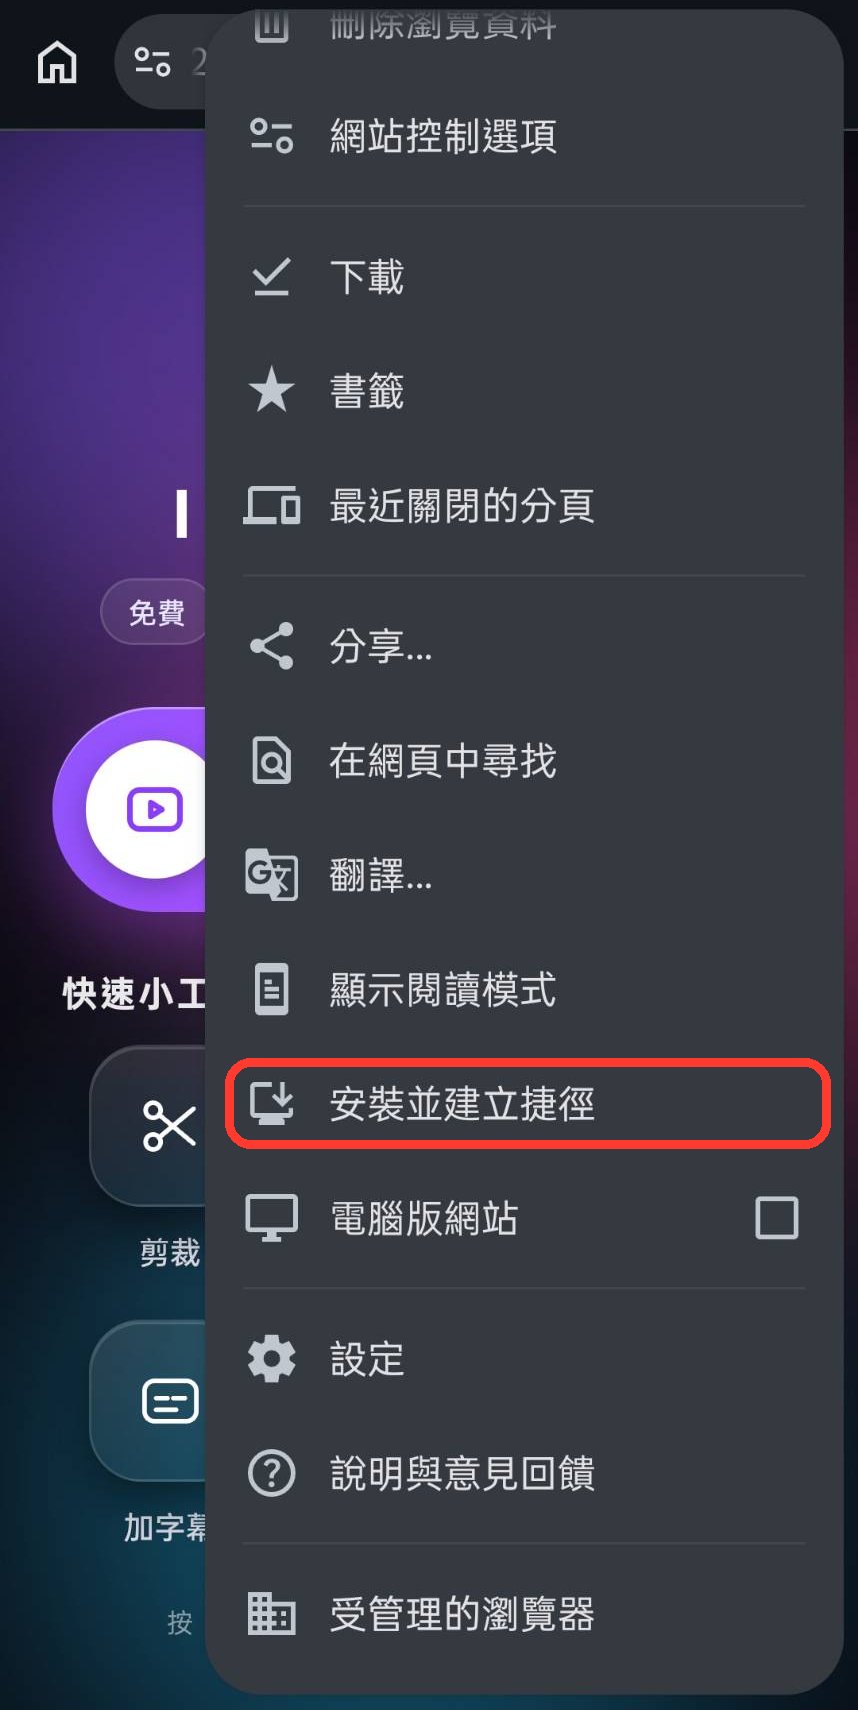 刪除瀏覽資料
2
網站控制選項
下載
書籤
最近關閉的分頁
免費
分享...
在網頁中尋找
翻譯...
快速小工
顯示閱讀模式
安裝並建立捷徑
剪裁
電腦版網站
設定
說明與意見回饋
加字幕
按
受管理的瀏覽器